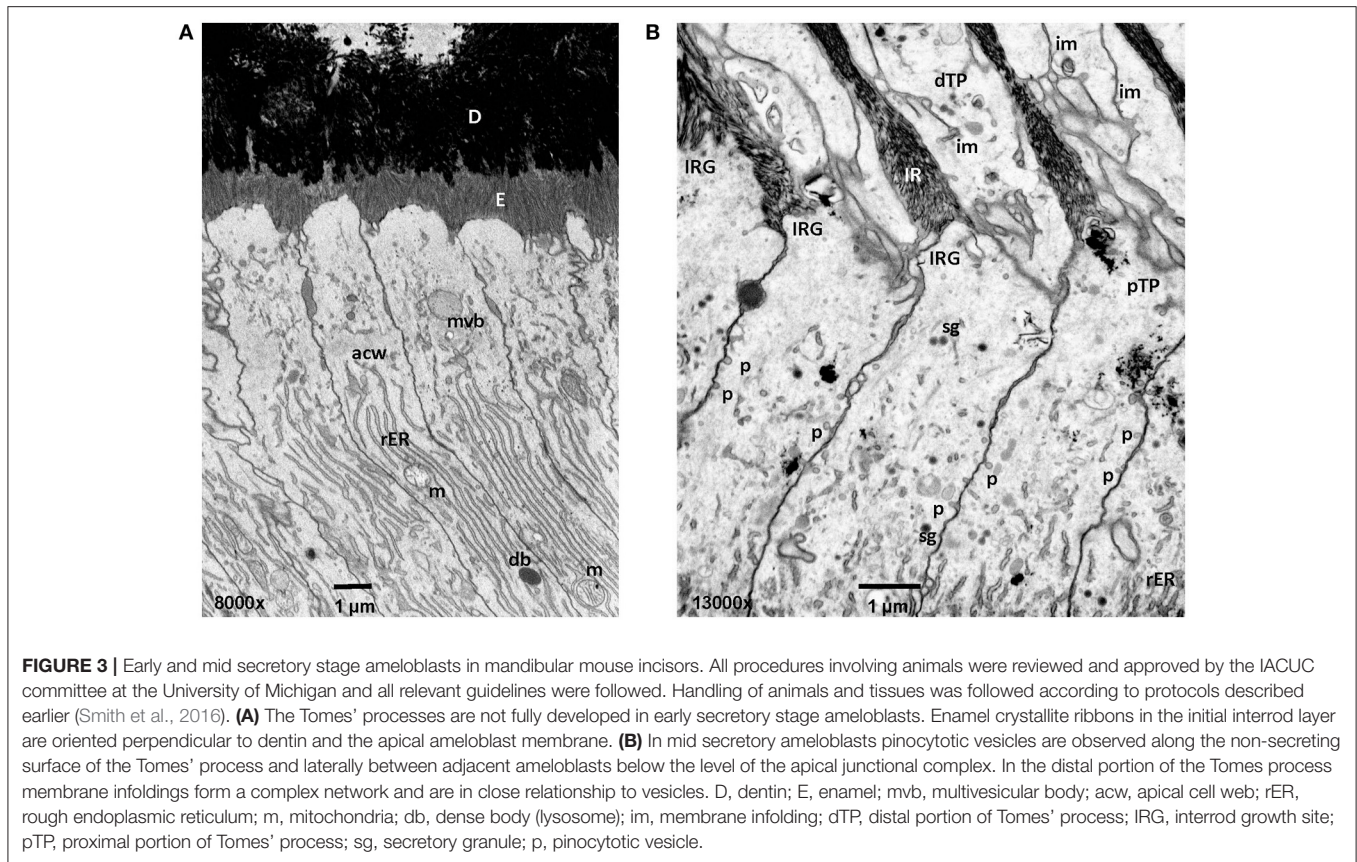 A
B
D
E
mvb
acw
rER
m
db
m
8000x
1 µm
im
dTP
im
im
IRG
IR
IRG
IRG
pTP
sg
p
p
p
p
p
p
p
sg
rER
13000x
1 µm
FIGURE 3 | Early and mid secretory stage ameloblasts in mandibular mouse incisors. All procedures involving animals were reviewed and approved by the IACUC
committee at the University of Michigan and all relevant guidelines were followed. Handling of animals and tissues was followed according to protocols described
earlier (Smith et al., 2016). (A) The Tomes’ processes are not fully developed in early secretory stage ameloblasts. Enamel crystallite ribbons in the initial interrod layer
are oriented perpendicular to dentin and the apical ameloblast membrane. (B) In mid secretory ameloblasts pinocytotic vesicles are observed along the non-secreting
surface of the Tomes’ process and laterally between adjacent ameloblasts below the level of the apical junctional complex. In the distal portion of the Tomes process
membrane infoldings form a complex network and are in close relationship to vesicles. D, dentin; E, enamel; mvb, multivesicular body; acw, apical cell web; rER,
rough endoplasmic reticulum; m, mitochondria; db, dense body (lysosome); im, membrane infolding; dTP, distal portion of Tomes’ process; IRG, interrod growth site;
pTP, proximal portion of Tomes’ process; sg, secretory granule; p, pinocytotic vesicle.